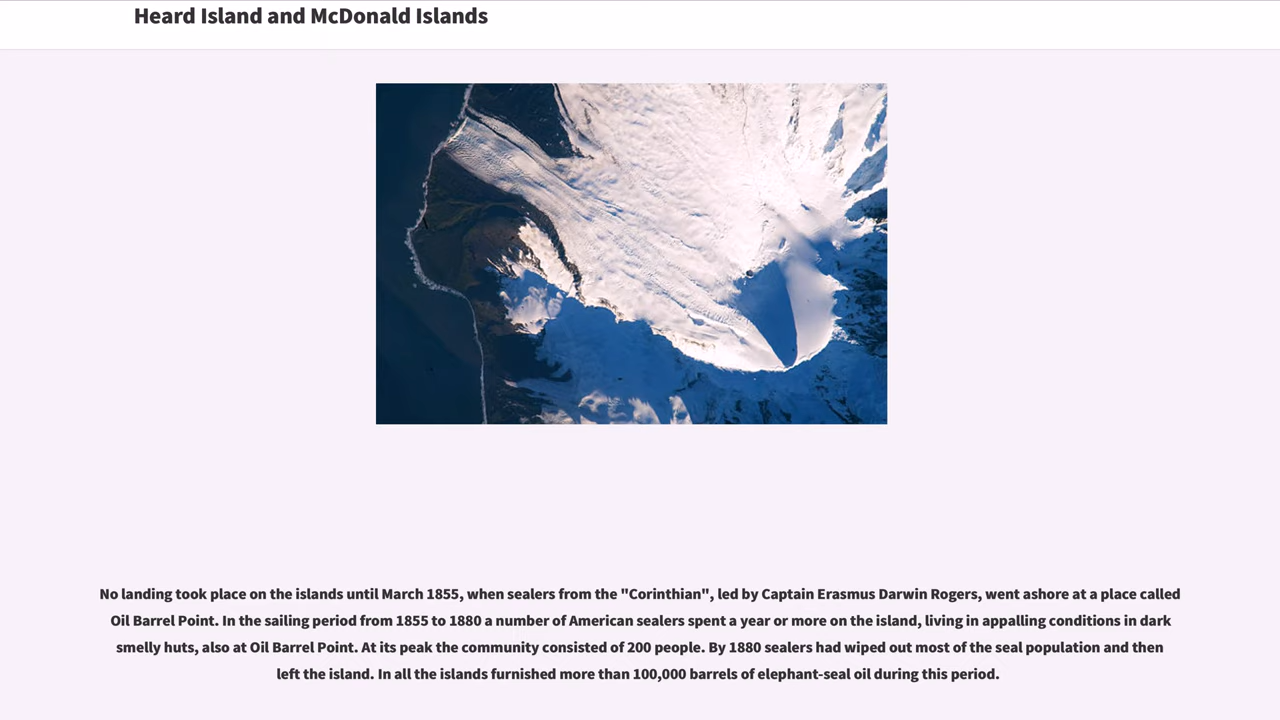 Heard Island and McDonald Islands
No landing took place on the islands until March 1855, when sealers from the "Corinthian", led by Captain Erasmus Darwin Rogers, went ashore at a place called
Oil Barrel Point. In the sailing period from 1855 to 1880 a number of American sealers spent a year or more on the island, living in appalling conditions in dark
smelly huts, also at Oil Barrel Point. At its peak the community consisted of 200 people. By 1880 sealers had wiped out most of the seal population and then
left the island. In all the islands furnished more than 100,000 barrels of elephant-seal oil during this period.